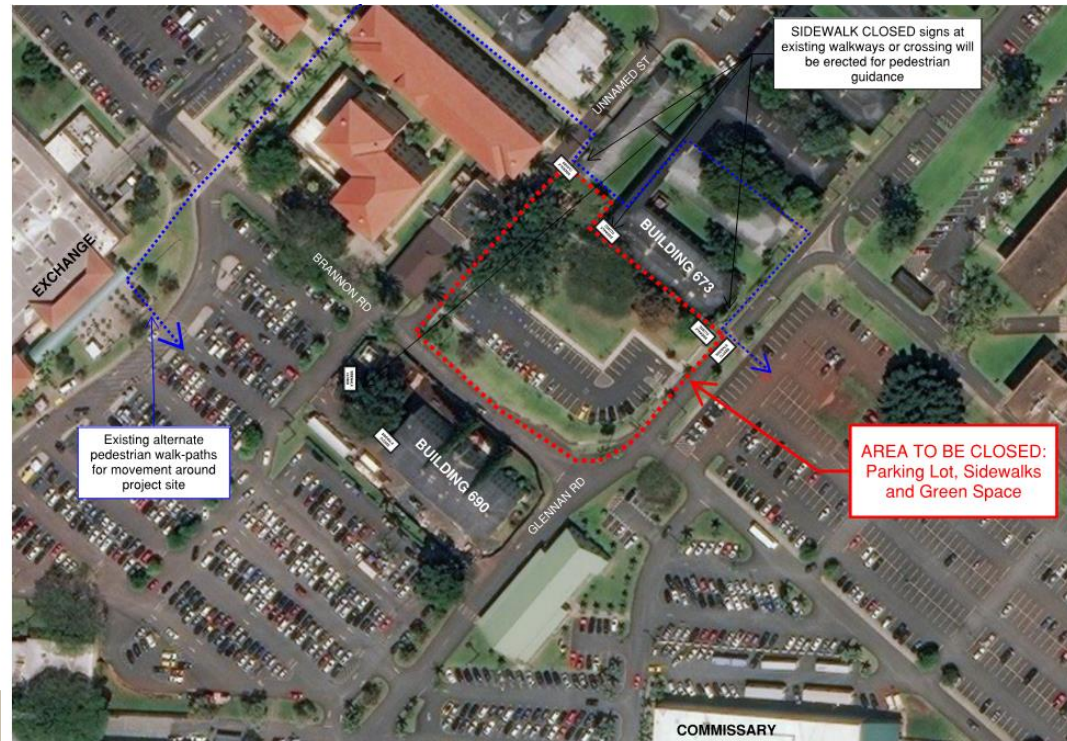 SIDEWALK CLOSED signs at
existing walkways or crossing will
be erected for pedestrian
guidance
UNNAMED ST
EXCHANGE
BRANNON RD
BUILDING 673
Existing alternate
pedestrian walk-paths
for movement around
project site
BUILDING 690
GLENNAN RD
AREA TO BE CLOSED:
Parking Lot, Sidewalks
and Green Space
COMMISSARY